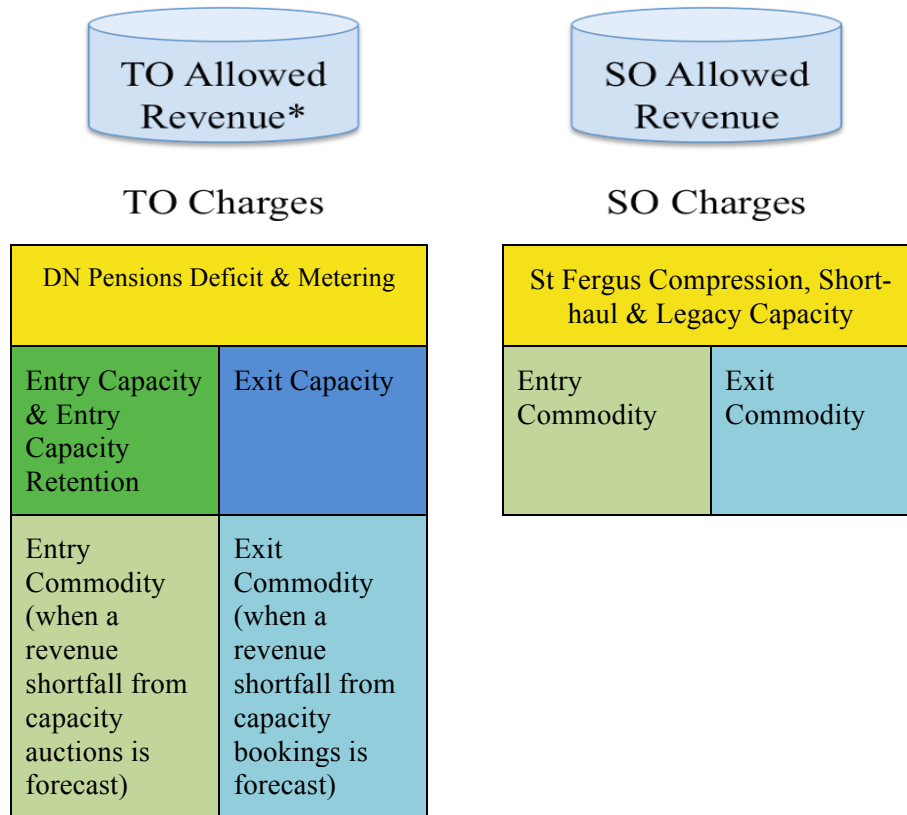 TO Allowed
Revenue*
SO Allowed
Revenue
TO Charges
SO Charges
DN Pensions Deficit & Metering
Entry Capacity
& Entry
Capacity
Retention
Exit Capacity
Entry
Commodity
(when a
revenue
shortfall from
capacity
auctions is
forecast)
Exit
Commodity
(when a
revenue
shortfall from
capacity
bookings is
forecast)
St Fergus Compression, Short-
haul & Legacy Capacity
Entry
Commodity
Exit
Commodity